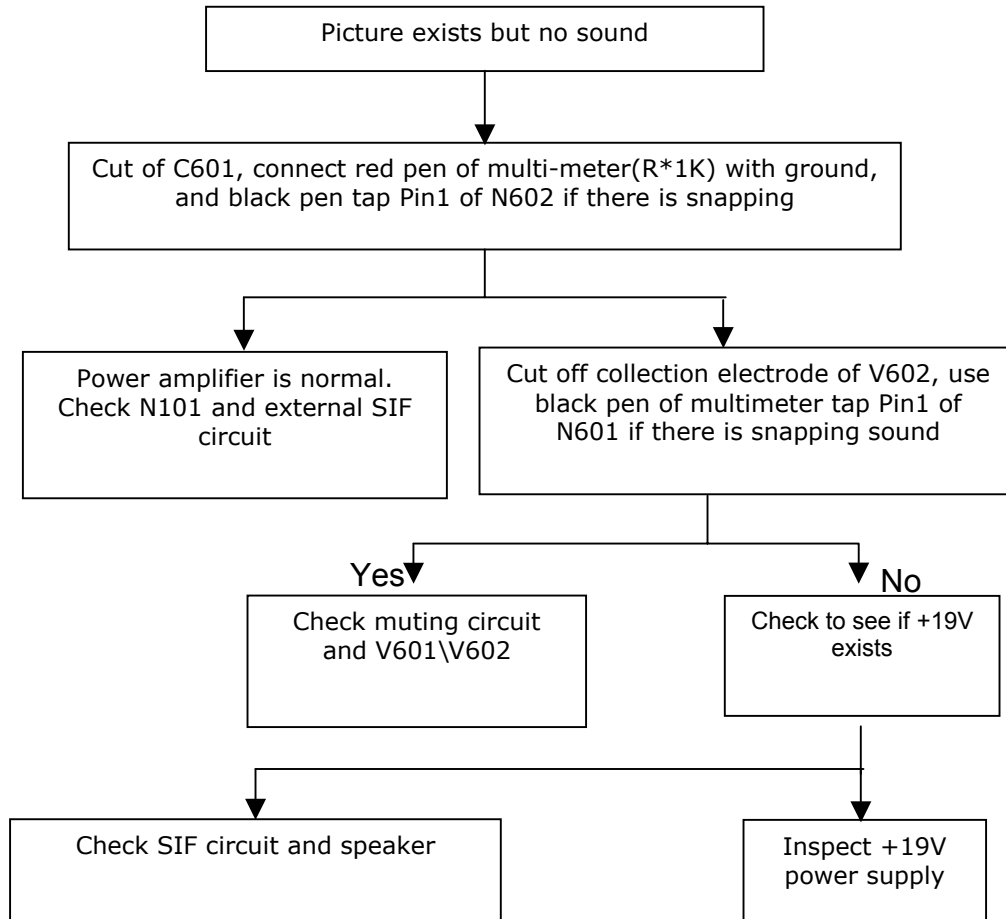 Picture exists but no sound
Cut of C601, connect red pen of multi-meter(R*1K) with ground,
and black pen tap Pin1 of N602 if there is snapping
Power amplifier is normal.
Check N101 and external SIF
circuit
Cut off collection electrode of V602, use
black pen of multimeter tap Pin1 of
N601 if there is snapping sound
Yes
No
Check muting circuit
and V601\V602
Check to see if +19V
exists
Check SIF circuit and speaker
Inspect +19V
power supply